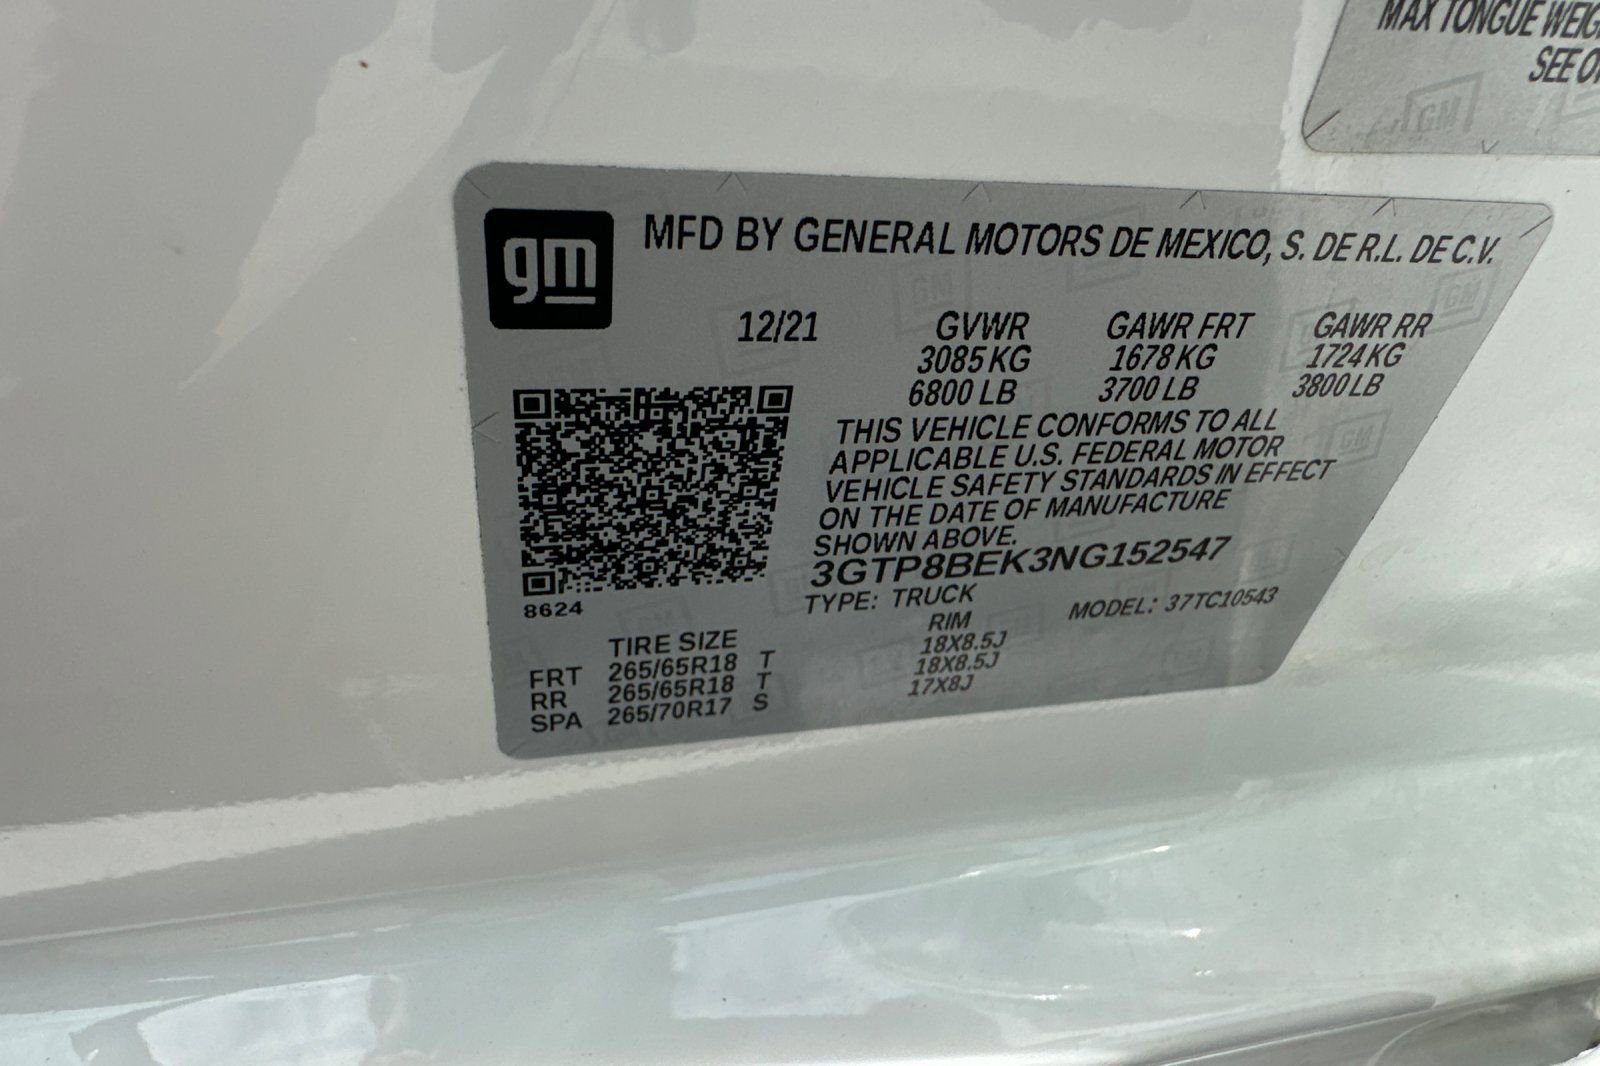 MAX TONGUE
SEE
gm
MFD BY GENERAL MOTORS DE MEXICO, S. DE R.L. DE C.V.
12/21 GVWR GAWR FRT GAWR RR
3085 KG 1678 KG 1724 KG
6800 LB 3700 LB 3800 LB
THIS VEHICLE CONFORMS TO ALL
APPLICABLE U.S. FEDERAL MOTOR
VEHICLE SAFETY STANDARDS IN EFFECT
ON THE DATE OF MANUFACTURE
SHOWN ABOVE.
3GTP8BEK3NG152547
TYPE: TRUCK MODEL: 37TC10543
8624
TIRE SIZE RIM
FRT 265/65R18 T 18X8.5J
RR 265/65R18 T 18X8.5J
SPA 265/70R17 S 17X8J